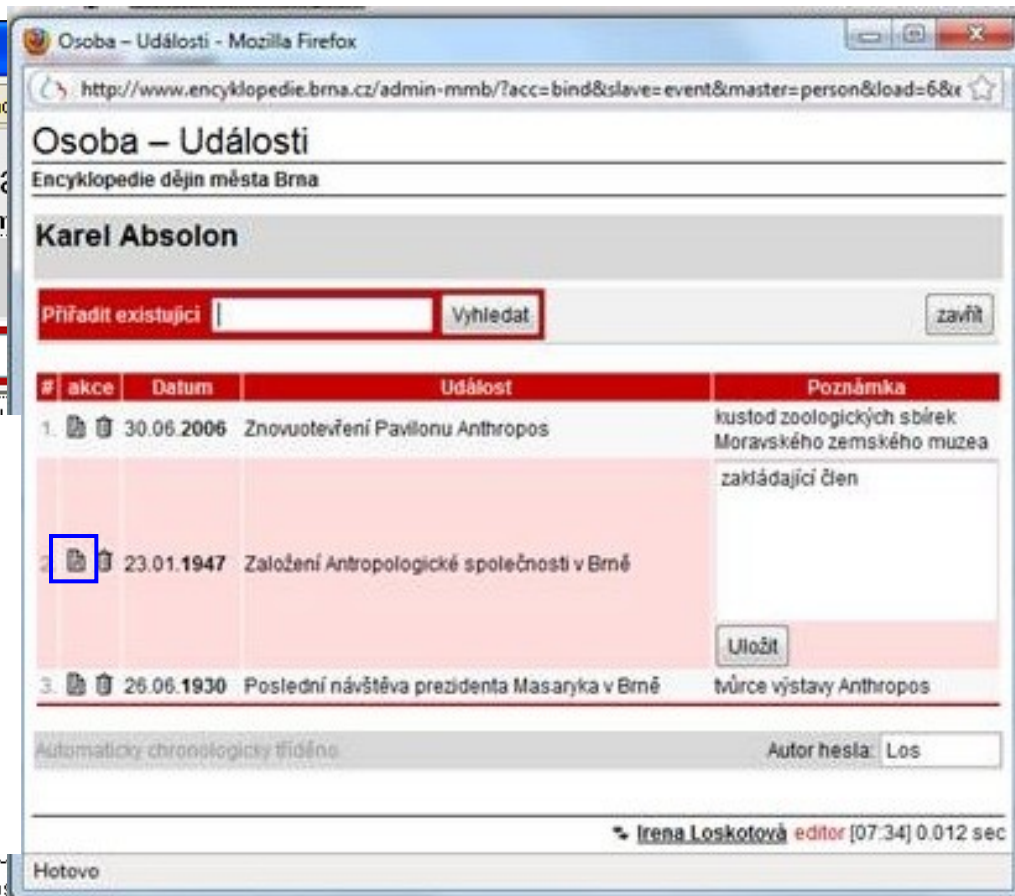 Osoba – Události - Mozilla Firefox
http://www.encyklopedie.brna.cz/admin-mmb/?acc=bind&slave=event&master=person&load=6&x
Osoba – Události
Encyklopedie dějin města Brna
Karel Absolon
Přiřadit existující Vyhledat zavřít
# akce Datum Událost Poznámka
1. 30.06.2006 Znovuotevření Pavilonu Anthropos kustod zoologických sbírek
Moravského zemského muzea
zakládající člen
2. 23.01.1947 Založení Antropologické společnosti v Brně
Uložit
3. 26.06.1930 Poslední návštěva prezidenta Masaryka v Brně tvůrce výstavy Anthropos
Automaticky chronologicky tříděno. Autor hesla: Los
Irena Loskotová editor [07:34] 0.012 sec
Hotovo